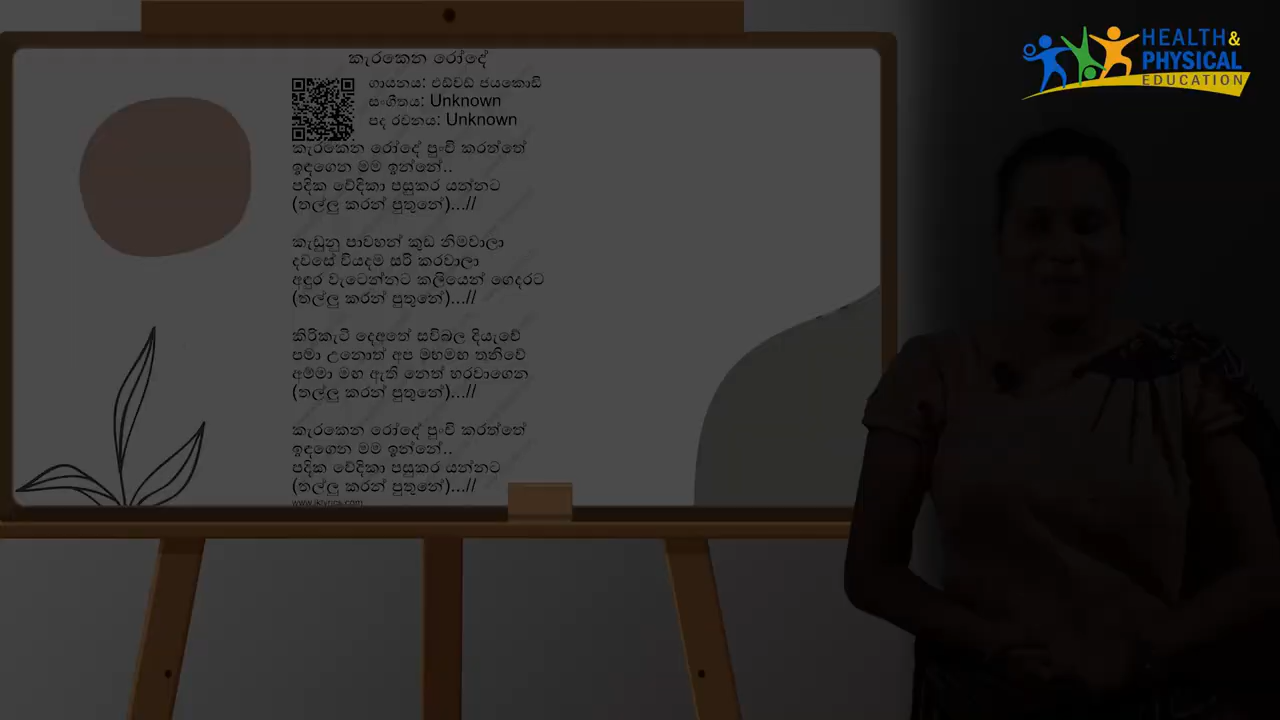 කැරකෙන රෝදේ
ගායනය: එඩ්වඩ් ජයකොඩි
සංගීතය: Unknown
පද රචනය: Unknown
කැරකෙන රෝදේ පුංචි කරත්තේ
ඉඳගෙන මම ඉන්නේ..
පදික වේදිකා පසුකර යන්නට
(තල්ලු කරන් පුතුනේ)...//
කැඩුනු පාවහන් කුඩ නිමවාලා
දවසේ වියදම සරි කරවාලා
අඳුර වැටෙන්නට කලියෙන් ගෙදරට
(තල්ලු කරන් පුතුනේ)...//
කිරිකැටි දෙඅතේ සවිබල දියැවේ
පමා උනොත් අප මඟමඟ තනිවේ
අම්මා මඟ ඇති නෙත් හරවාගෙන
(තල්ලු කරන් පුතුනේ)...//
කැරකෙන රෝදේ පුංචි කරත්තේ
ඉඳගෙන මම ඉන්නේ..
පදික වේදිකා පසුකර යන්නට
(තල්ලු කරන් පුතුනේ)...//
HEALTH &
PHYSICAL
EDUCATION